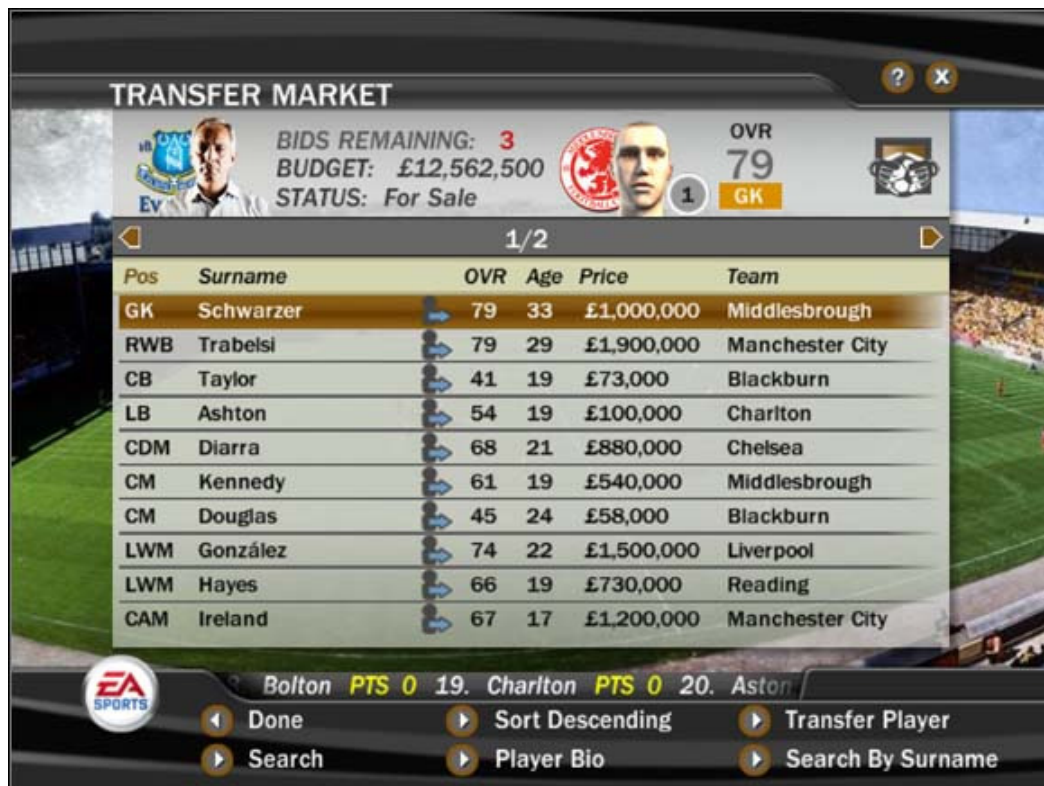 TRANSFER MARKET
? X
BIDS REMAINING: 3
BUDGET: £12,562,500
STATUS: For Sale
Ev
1
OVR
79
GK
1/2
Pos Surname OVR Age Price Team
GK Schwarzer 79 33 £1,000,000 Middlesbrough
RWB Trabelsi 79 29 £1,900,000 Manchester City
CB Taylor 41 19 £73,000 Blackburn
LB Ashton 54 19 £100,000 Charlton
CDM Diarra 68 21 £880,000 Chelsea
CM Kennedy 61 19 £540,000 Middlesbrough
CM Douglas 45 24 £58,000 Blackburn
LWM González 74 22 £1,500,000 Liverpool
LWM Hayes 66 19 £730,000 Reading
CAM Ireland 67 17 £1,200,000 Manchester City
Bolton PTS 0 19. Charlton PTS 0 20. Aston
EA SPORTS
Done Sort Descending Transfer Player
Search Player Bio Search By Surname